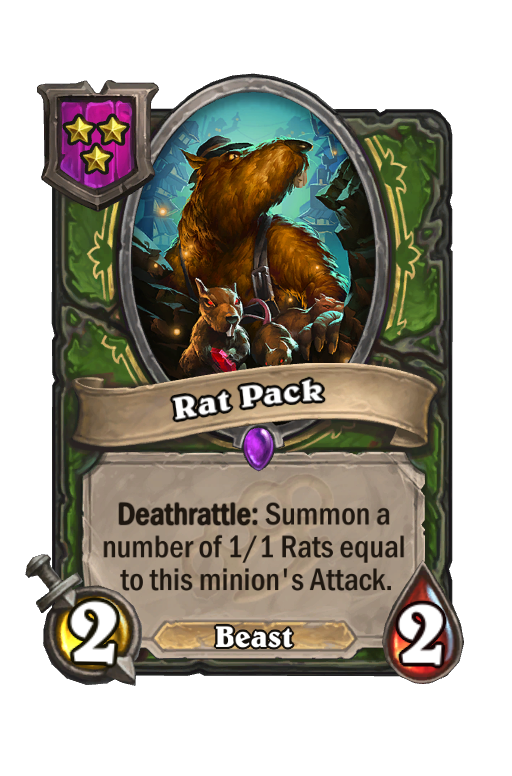 Rat Pack
Deathrattle: Summon a
number of 1/1 Rats equal
to this minion's Attack.
2
Beast
2